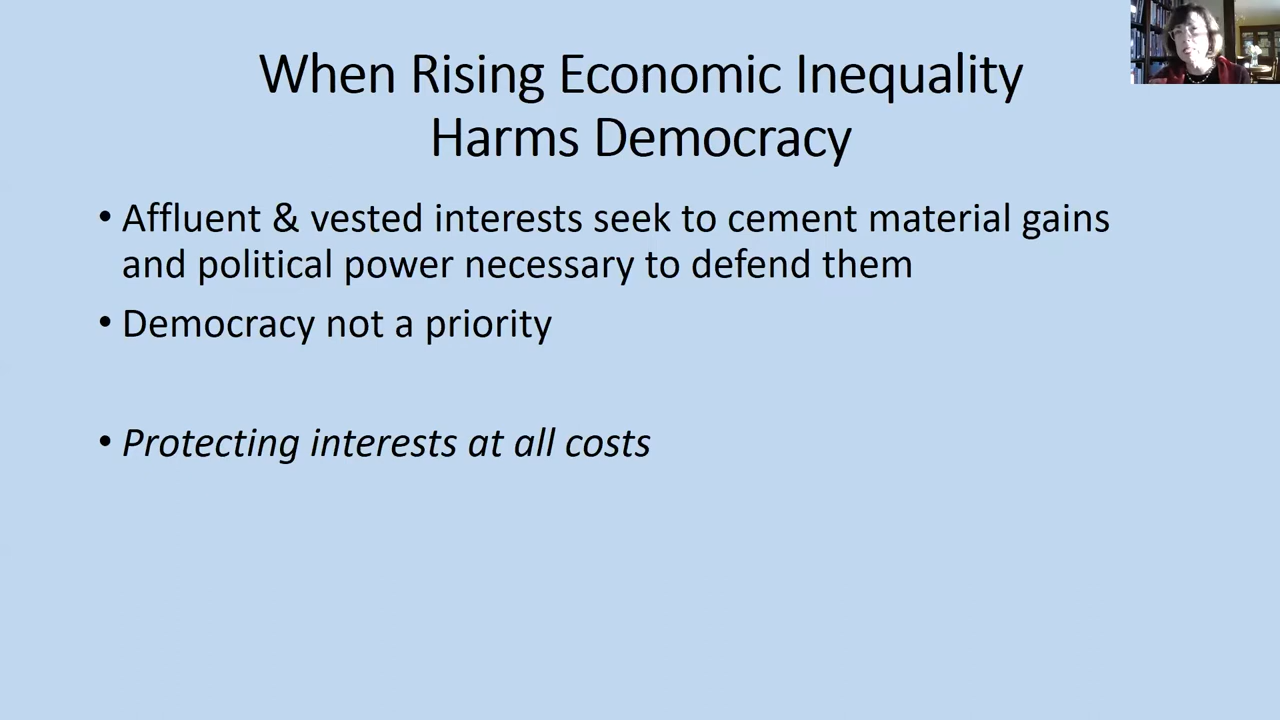 When Rising Economic Inequality
Harms Democracy
• Affluent & vested interests seek to cement material gains
and political power necessary to defend them
• Democracy not a priority
• Protecting interests at all costs